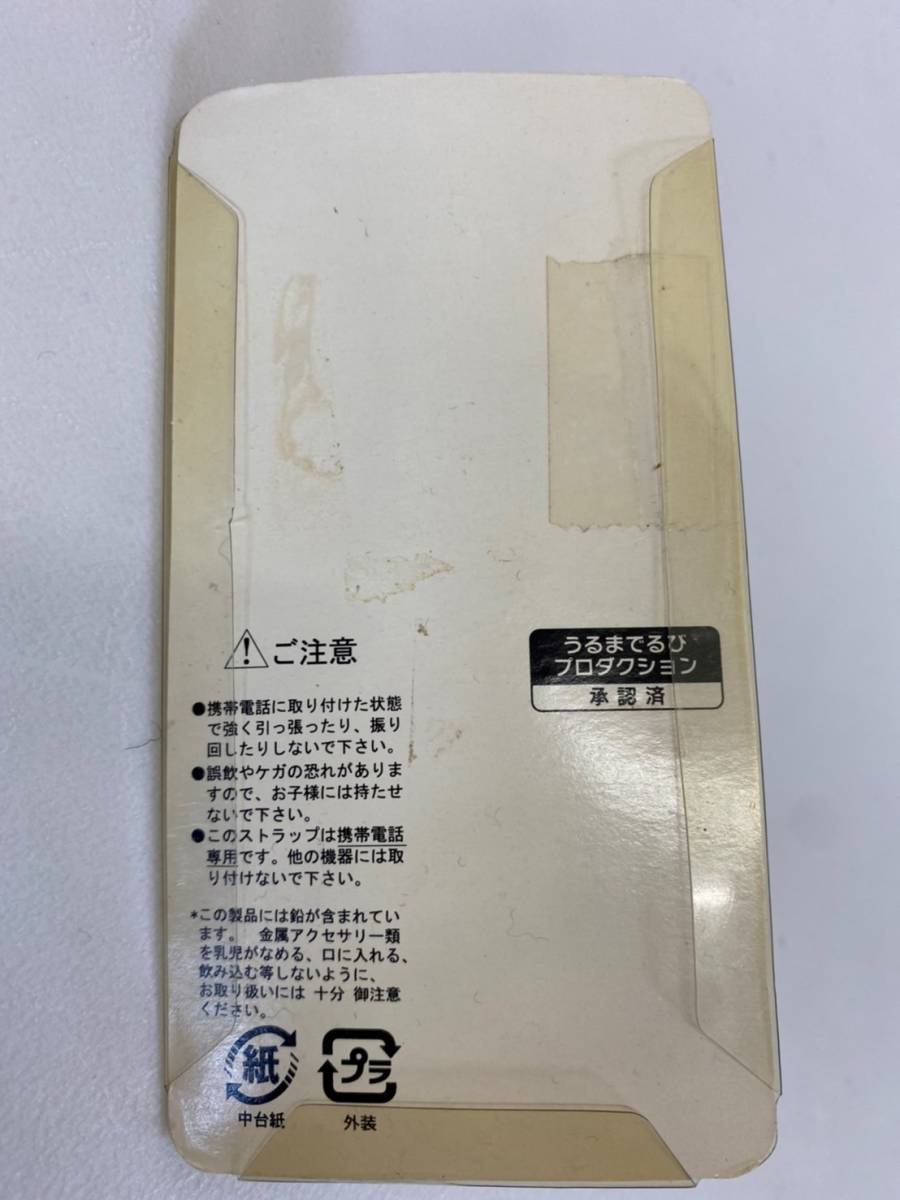 ⚠ご注意
●携帯電話に取り付けた状態
で強く引っ張ったり、振り
回したりしないで下さい。
●誤飲やケガの恐れがありま
すので、お子様には持たせ
ないで下さい。
●このストラップは携帯電話
専用です。他の機器には取
り付けないで下さい。
*この製品には鉛が含まれてい
ます。 金属アクセサリー類
を乳児がなめる、口に入れる、
飲み込む等しないように、
お取り扱いには 十分 御注意
ください。
紙
中台紙
プラ
外装
うるまでるび
プロダクション
承認済